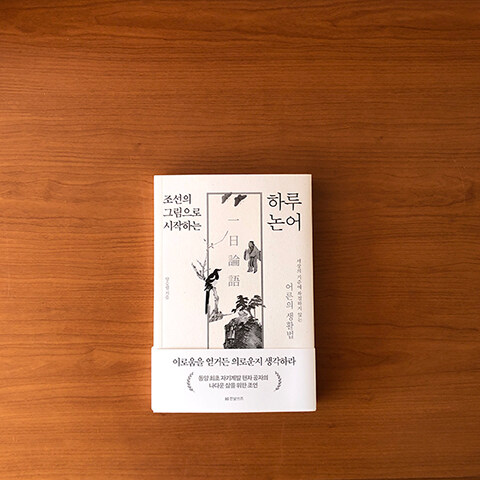 조선의
그림으로
시작하는
하루
논어
一日論語
어른의 생활법
이로움을 얻거든 의로운지 생각하라
동양 최초 자기계발 현자 공자의
나다운 삶을 위한 조언